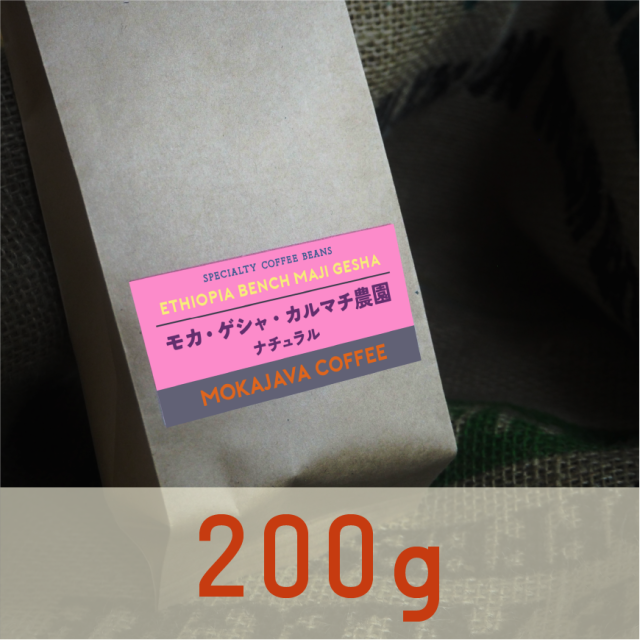 SPECIALTY COFFEE BEANS
ETHIOPIA BENCH MAJI GESHA
モカ・ゲシャ・カルマチ農園
ナチュラル
MOKAJAVA COFFEE
200g